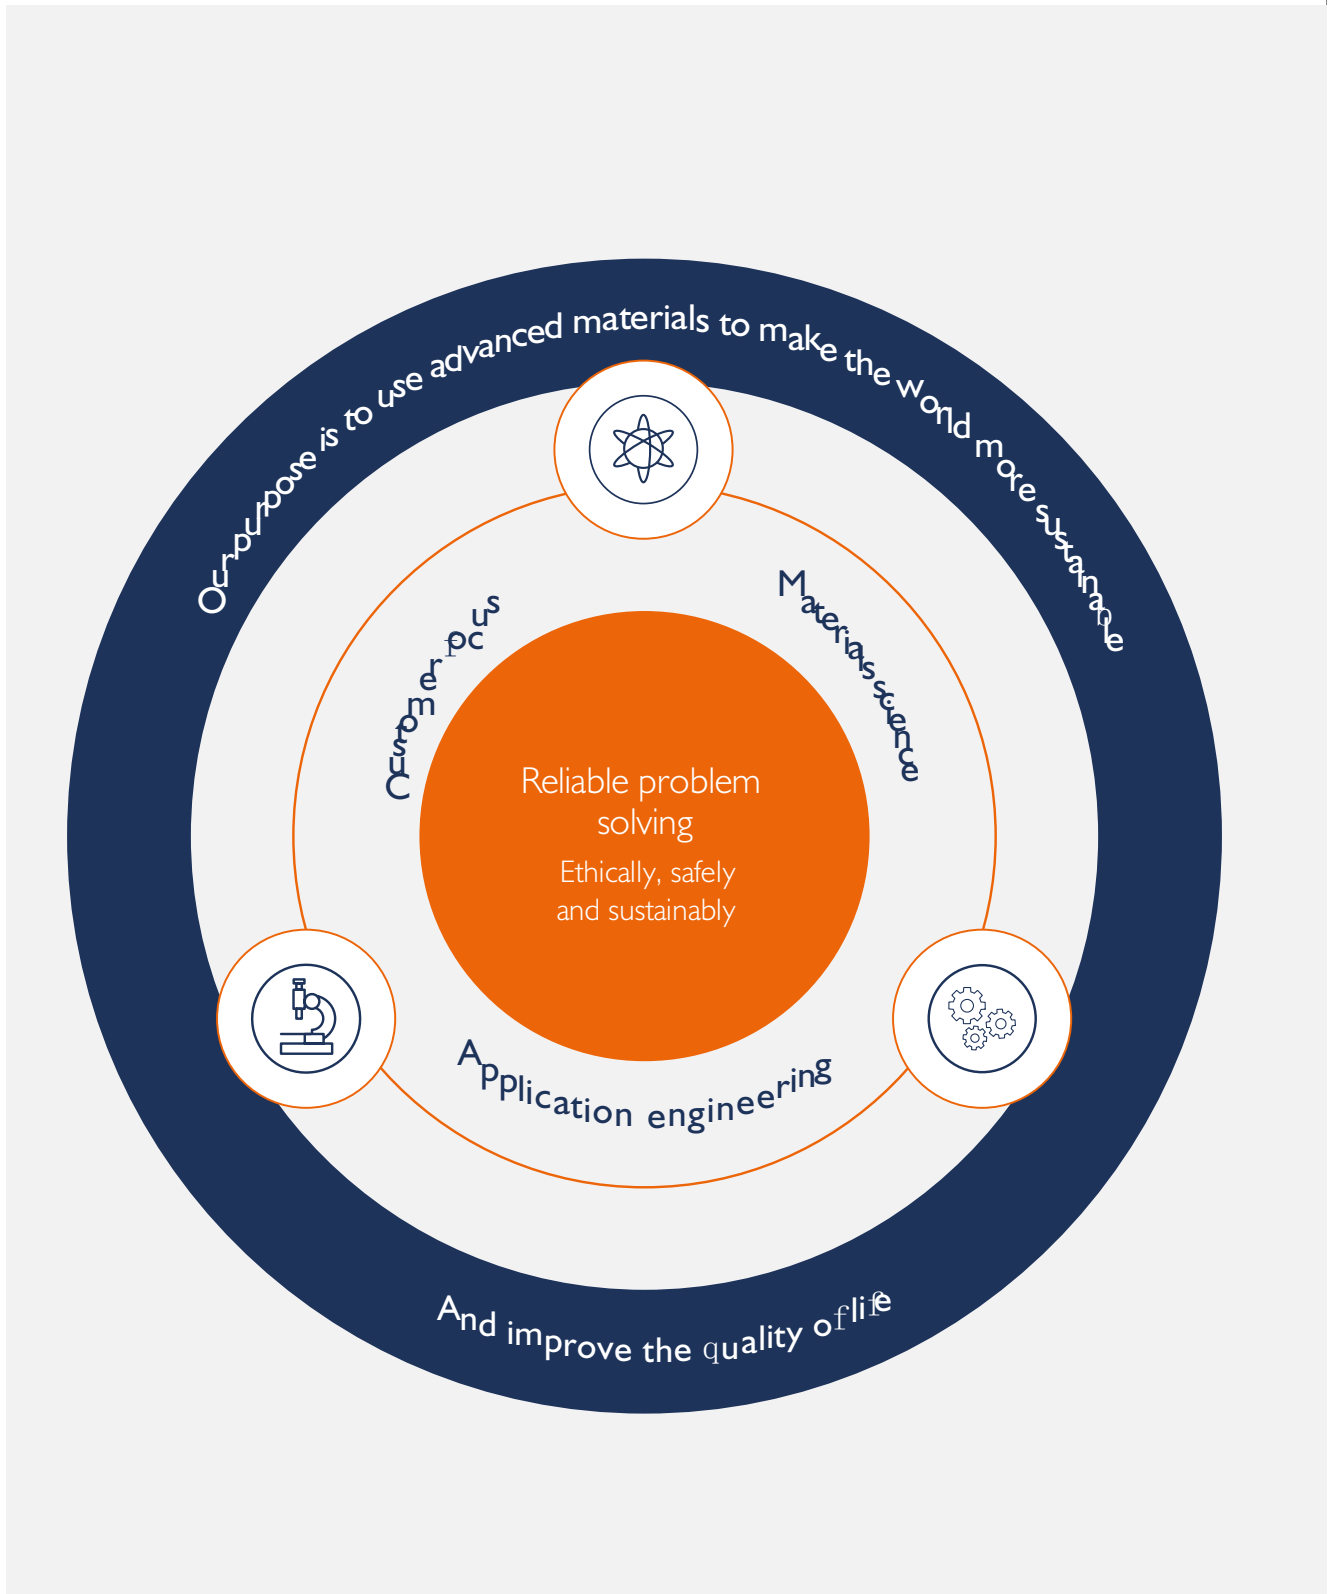 Our purpose is to use advanced materials to make the world more sustainable
Customer focus
Materials science
Reliable problem
solving
Ethically, safely
and sustainably
Application engineering
And improve the quality of life